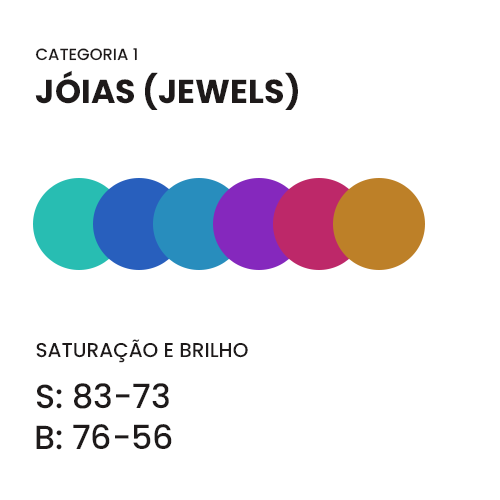 CATEGORIA 1
JÓIAS (JEWELS)
SATURAÇÃO E BRILHO
S: 83-73
B: 76-56